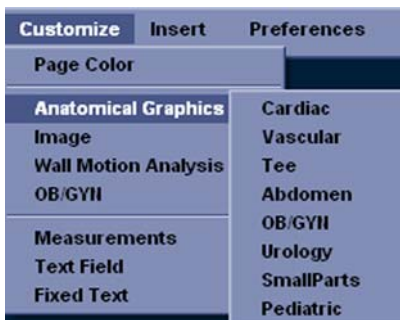 Customize Insert Preferences
Page Color
Anatomical Graphics
Image
Wall Motion Analysis
OB/GYN
Measurements
Text Field
Fixed Text
Cardiac
Vascular
Tee
Abdomen
OB/GYN
Urology
SmallParts
Pediatric